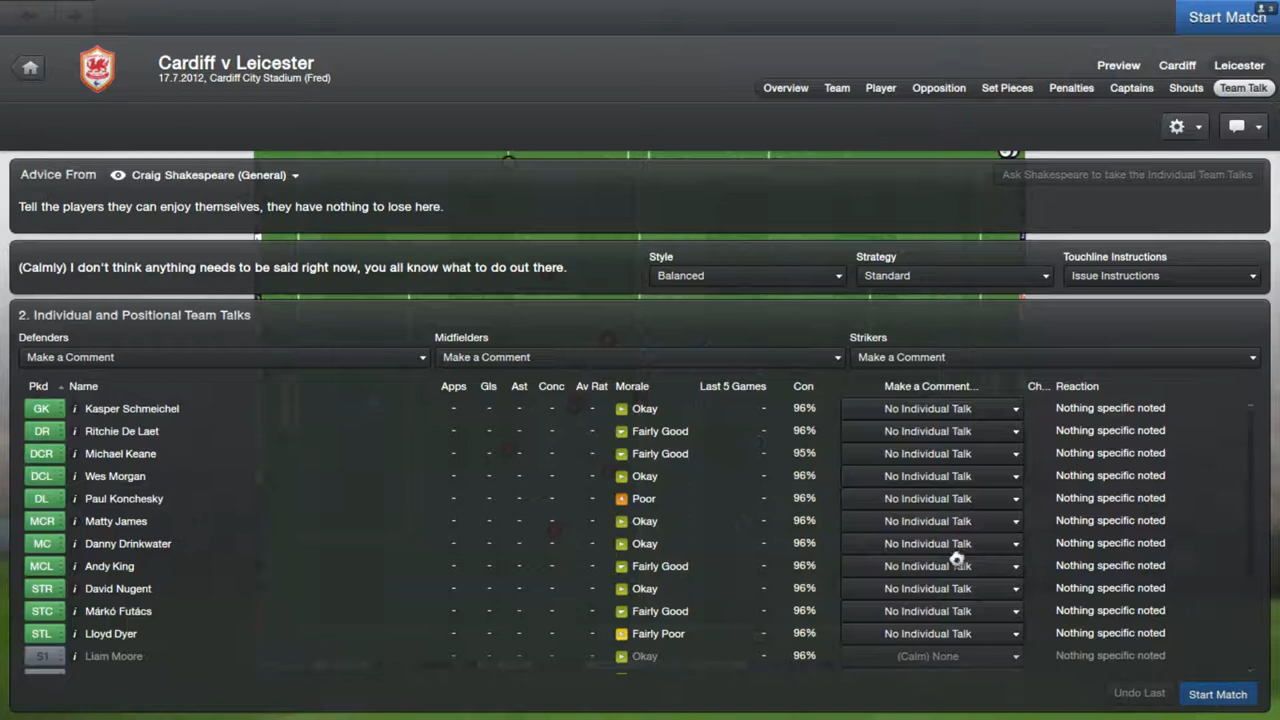 Start Match
3
Cardiff v Leicester
17.7.2012, Cardiff City Stadium (Fred)
Preview Cardiff Leicester
Overview Team Player Opposition Set Pieces Penalties Captains Shouts Team Talk
Advice From Craig Shakespeare (General) Ask Shakespeare to take the Individual Team Talks
Tell the players they can enjoy themselves, they have nothing to lose here.
Style Strategy Touchline Instructions
(Calmly) I don't think anything needs to be said right now, you all know what to do out there. Balanced Standard Issue Instructions
2. Individual and Positional Team Talks
Defenders Midfielders Strikers
Make a Comment Make a Comment Make a Comment
Pkd Name Apps Gls Ast Conc Av Rat Morale Last 5 Games Con Make a Comment... Ch... Reaction
GK i Kasper Schmeichel - - - - - Okay - 96% No Individual Talk Nothing specific noted
DR i Ritchie De Laet - - - - - Fairly Good - 96% No Individual Talk Nothing specific noted
DCR i Michael Keane - - - - - Fairly Good - 95% No Individual Talk Nothing specific noted
DCL i Wes Morgan - - - - - Okay - 96% No Individual Talk Nothing specific noted
DL i Paul Konchesky - - - - - Poor - 96% No Individual Talk Nothing specific noted
MCR i Matty James - - - - - Okay - 96% No Individual Talk Nothing specific noted
MC i Danny Drinkwater - - - - - Okay - 96% No Individual Talk Nothing specific noted
MCL i Andy King - - - - - Fairly Good - 96% No Individual Talk Nothing specific noted
STR i David Nugent - - - - - Okay - 96% No Individual Talk Nothing specific noted
STC i Márkó Futács - - - - - Fairly Good - 96% No Individual Talk Nothing specific noted
STL i Lloyd Dyer - - - - - Fairly Poor - 96% No Individual Talk Nothing specific noted
S1 i Liam Moore - - - - - Okay - 96% (Calm) None Nothing specific noted
Undo Last Start Match